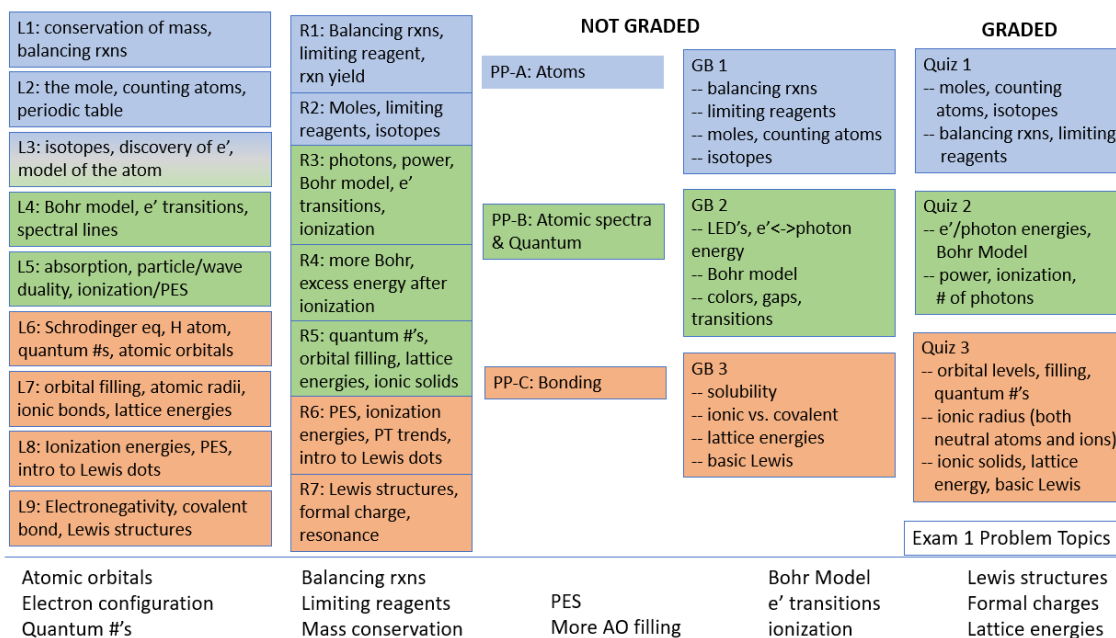 L1: conservation of mass,
balancing rxns
L2: the mole, counting atoms,
periodic table
L3: isotopes, discovery of e’,
model of the atom
L4: Bohr model, e’ transitions,
spectral lines
L5: absorption, particle/wave
duality, ionization/PES
L6: Schrodinger eq, H atom,
quantum #s, atomic orbitals
L7: orbital filling, atomic radii,
ionic bonds, lattice energies
L8: Ionization energies, PES,
intro to Lewis dots
L9: Electronegativity, covalent
bond, Lewis structures
R1: Balancing rxns,
limiting reagent,
rxn yield
R2: Moles, limiting
reagents, isotopes
R3: photons, power,
Bohr model, e’
transitions,
ionization
R4: more Bohr,
excess energy after
ionization
R5: quantum #’s,
orbital filling, lattice
energies, ionic solids
R6: PES, ionization
energies, PT trends,
intro to Lewis dots
R7: Lewis structures,
formal charge,
resonance
NOT GRADED
PP-A: Atoms
PP-B: Atomic spectra
& Quantum
PP-C: Bonding
GB 1
-- balancing rxns
-- limiting reagents
-- moles, counting atoms
-- isotopes
GB 2
-- LED’s, e’<->photon
energy
-- Bohr model
-- colors, gaps,
transitions
GB 3
-- solubility
-- ionic vs. covalent
-- lattice energies
-- basic Lewis
GRADED
Quiz 1
-- moles, counting
atoms, isotopes
-- balancing rxns, limiting
reagents
Quiz 2
-- e’/photon energies,
Bohr Model
-- power, ionization,
# of photons
Quiz 3
-- orbital levels, filling,
quantum #’s
-- ionic radius (both
neutral atoms and ions)
-- ionic solids, lattice
energy, basic Lewis
Exam 1 Problem Topics
Atomic orbitals
Electron configuration
Quantum #’s
Balancing rxns
Limiting reagents
Mass conservation
PES
More AO filling
Bohr Model
e’ transitions
ionization
Lewis structures
Formal charges
Lattice energies